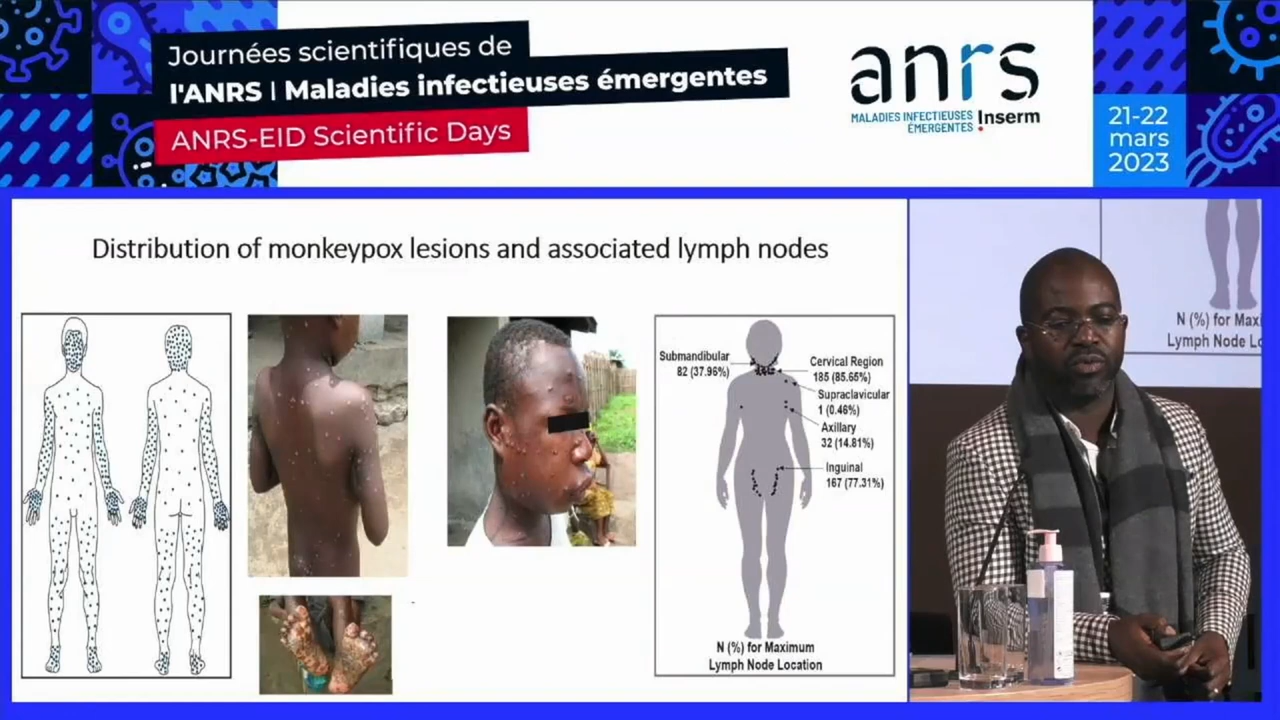 Journées scientifiques de
l'ANRS | Maladies infectieuses émergentes
ANRS-EID Scientific Days
anrs
MALADIES INFECTIEUSES
ÉMERGENTES
Inserm
21-22
mars
2023
Distribution of monkeypox lesions and associated lymph nodes
Submandibular
82 (37.96%)
Cervical Region
185 (85.65%)
Supraclavicular
1 (0.46%)
Axillary
32 (14.81%)
Inguinal
167 (77.31%)
N (%) for Maximum
Lymph Node Location
N (%) for Maxi
Lymph Node Lo